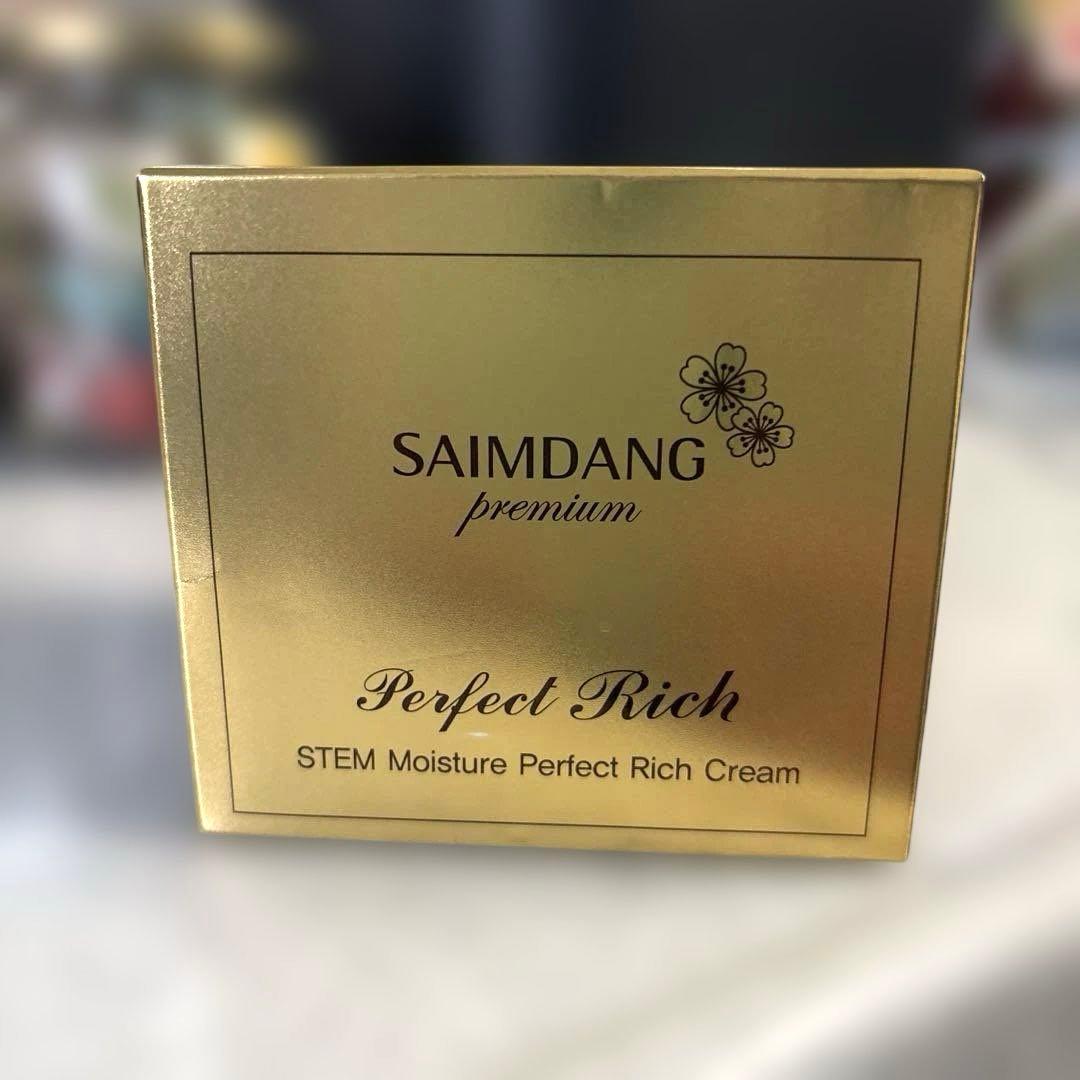 SAIMDANG
premium
Perfect Rich
STEM Moisture Perfect Rich Cream